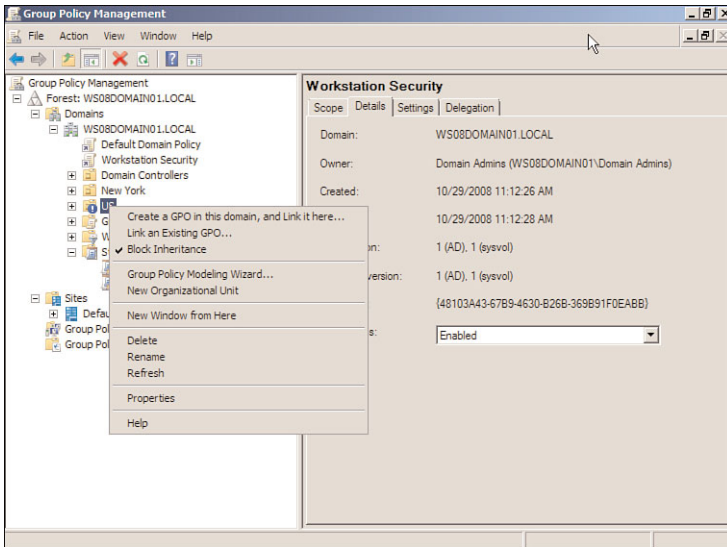 Group Policy Management
File Action View Window Help
Group Policy Management
Forest: WS08DOMAIN01.LOCAL
Domains
WS08DOMAIN01.LOCAL
Default Domain Policy
Workstation Security
Domain Controllers
New York
G
W
S
Sites
Defau
Group Pol
Group Pol
Create a GPO in this domain, and Link it here...
Link an Existing GPO...
Block Inheritance
Group Policy Modeling Wizard...
New Organizational Unit
New Window from Here
Delete
Rename
Refresh
Properties
Help
Workstation Security
Scope Details Settings Delegation
Domain: WS08DOMAIN01.LOCAL
Owner: Domain Admins (WS08DOMAIN01\Domain Admins)
Created: 10/29/2008 11:12:26 AM
10/29/2008 11:12:28 AM
on: 1 (AD), 1 (sysvol)
version: 1 (AD), 1 (sysvol)
{48103A43-67B9-4630-B26B-369B91F0EABB}
s: Enabled